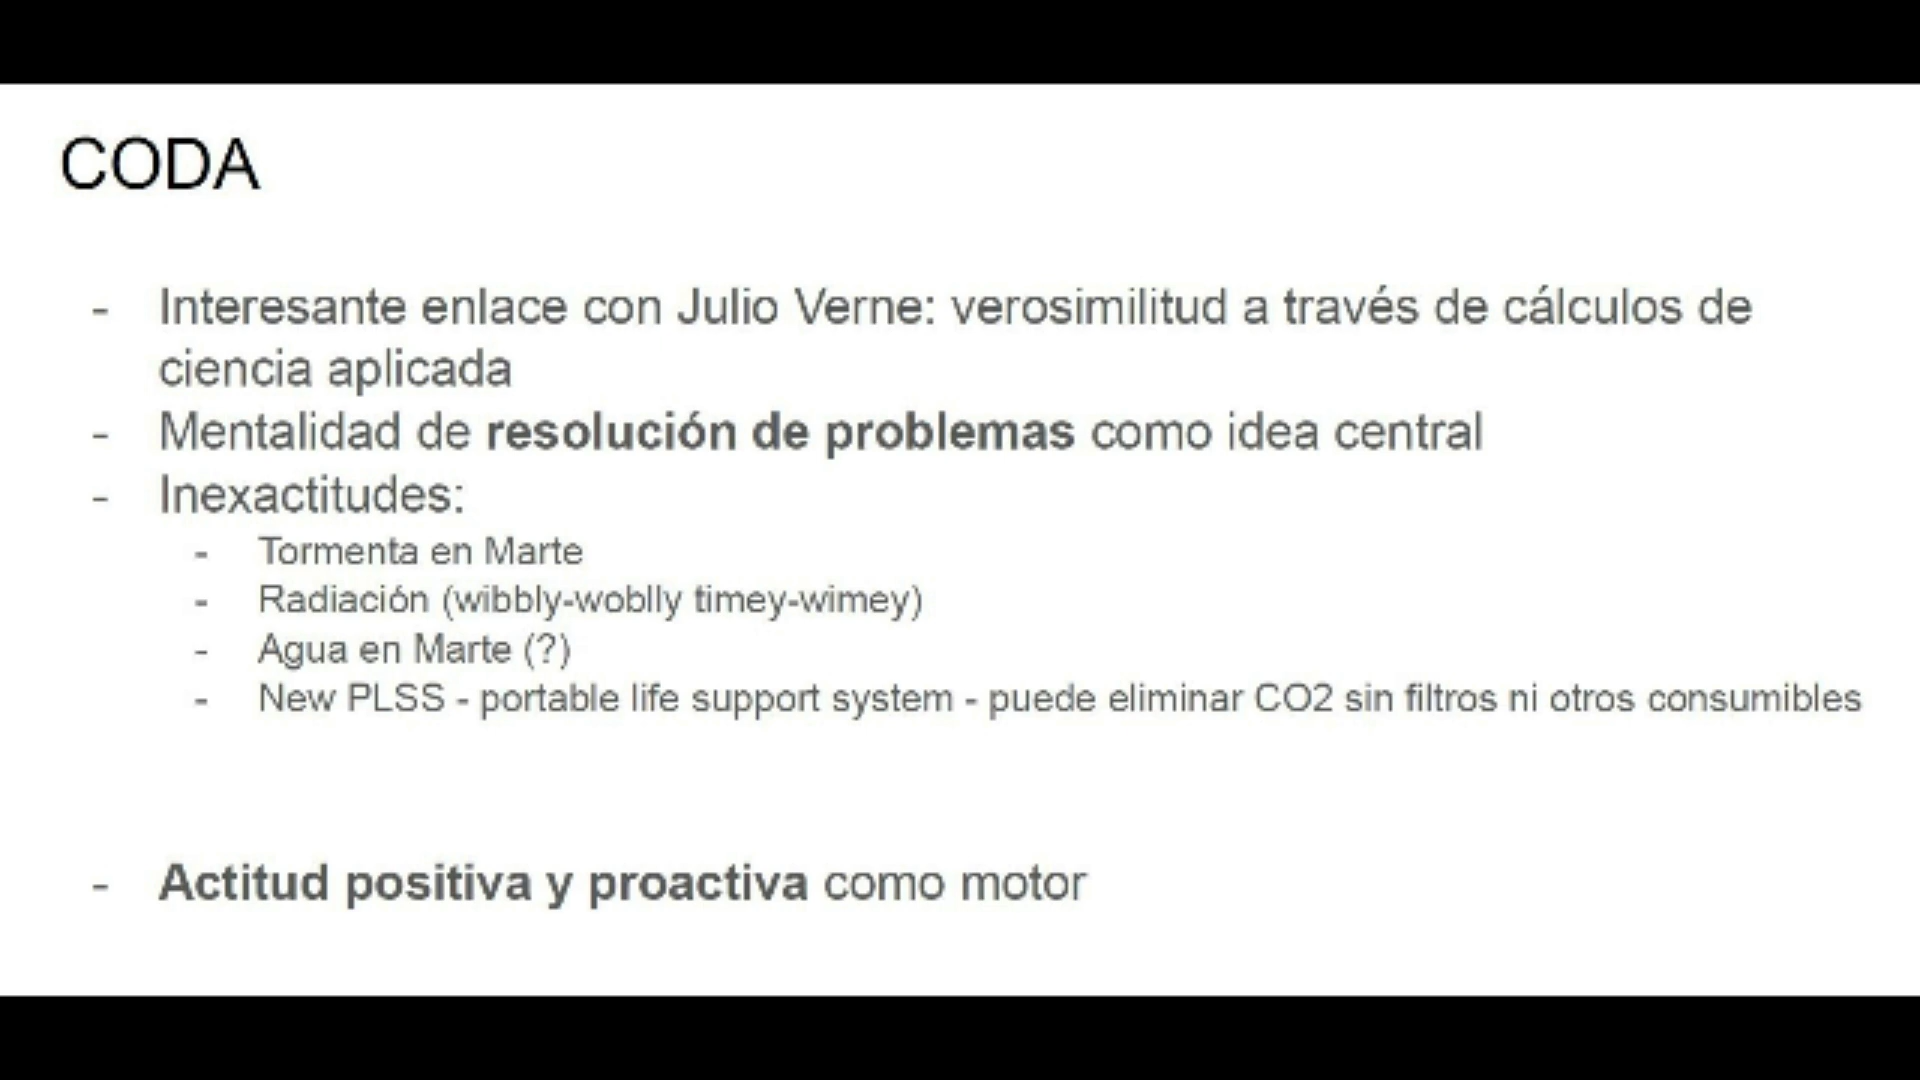 CODA
- Interesante enlace con Julio Verne: verosimilitud a través de cálculos de
ciencia aplicada
- Mentalidad de resolución de problemas como idea central
- Inexactitudes:
- Tormenta en Marte
- Radiación (wibbly-woblly timey-wimey)
- Agua en Marte (?)
- New PLSS - portable life support system - puede eliminar CO2 sin filtros ni otros consumibles
- Actitud positiva y proactiva como motor